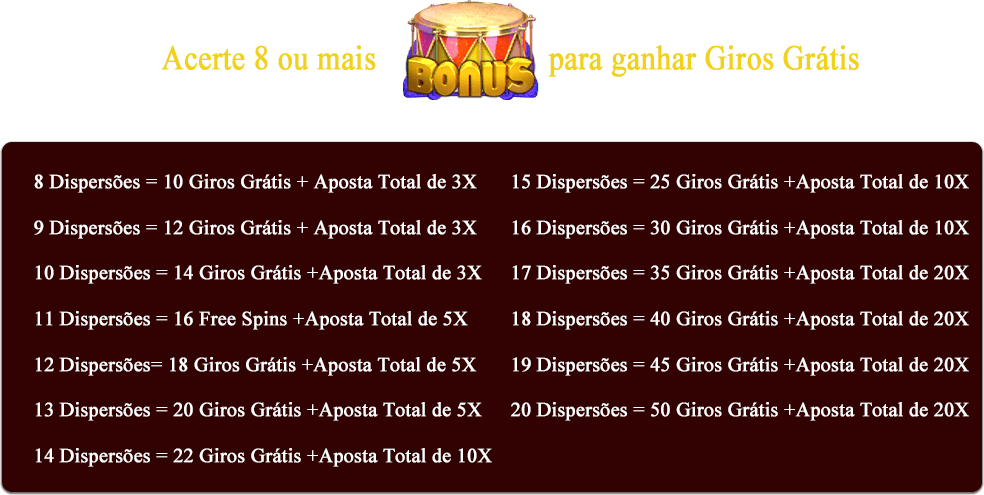 Acerte 8 ou mais BONUS para ganhar Giros Grátis
8 Dispersões = 10 Giros Grátis + Aposta Total de 3X
9 Dispersões = 12 Giros Grátis + Aposta Total de 3X
10 Dispersões = 14 Giros Grátis +Aposta Total de 3X
11 Dispersões = 16 Free Spins +Aposta Total de 5X
12 Dispersões= 18 Giros Grátis +Aposta Total de 5X
13 Dispersões = 20 Giros Grátis +Aposta Total de 5X
14 Dispersões = 22 Giros Grátis +Aposta Total de 10X
15 Dispersões = 25 Giros Grátis +Aposta Total de 10X
16 Dispersões = 30 Giros Grátis +Aposta Total de 10X
17 Dispersões = 35 Giros Grátis +Aposta Total de 20X
18 Dispersões = 40 Giros Grátis +Aposta Total de 20X
19 Dispersões = 45 Giros Grátis +Aposta Total de 20X
20 Dispersões = 50 Giros Grátis +Aposta Total de 20X